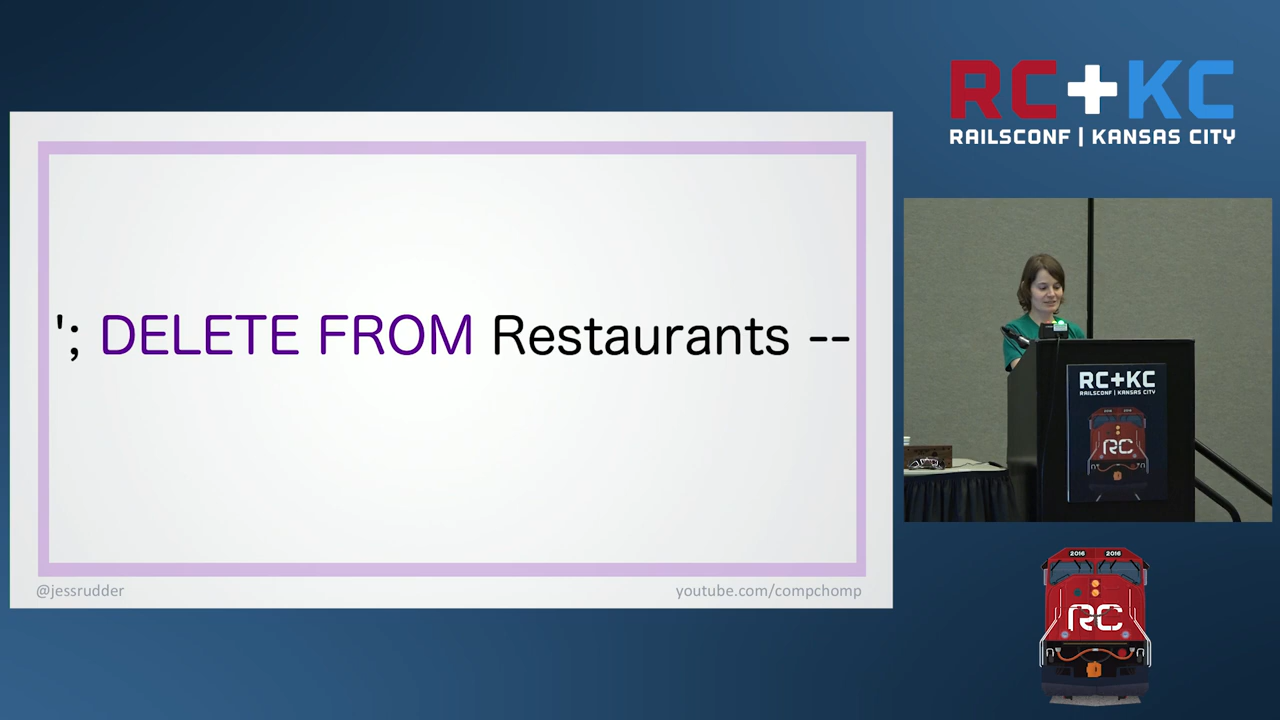 RC+KC
RAILSCONF | KANSAS CITY
'; DELETE FROM Restaurants --
@jessrudder
youtube.com/compchomp
RC+KC
RAILSCONF | KANSAS CITY
RC
2016 2016
RC